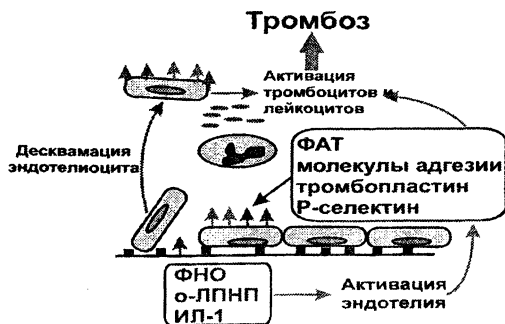 Тромбоз
Активация
тромбоцитов и
лейкоцитов
Десквамация
эндотелиоцита
ФАТ
молекулы адгезии
тромбопластин
Р-селектин
ФНО
о-ЛПНП
ИЛ-1
Активация
эндотелия